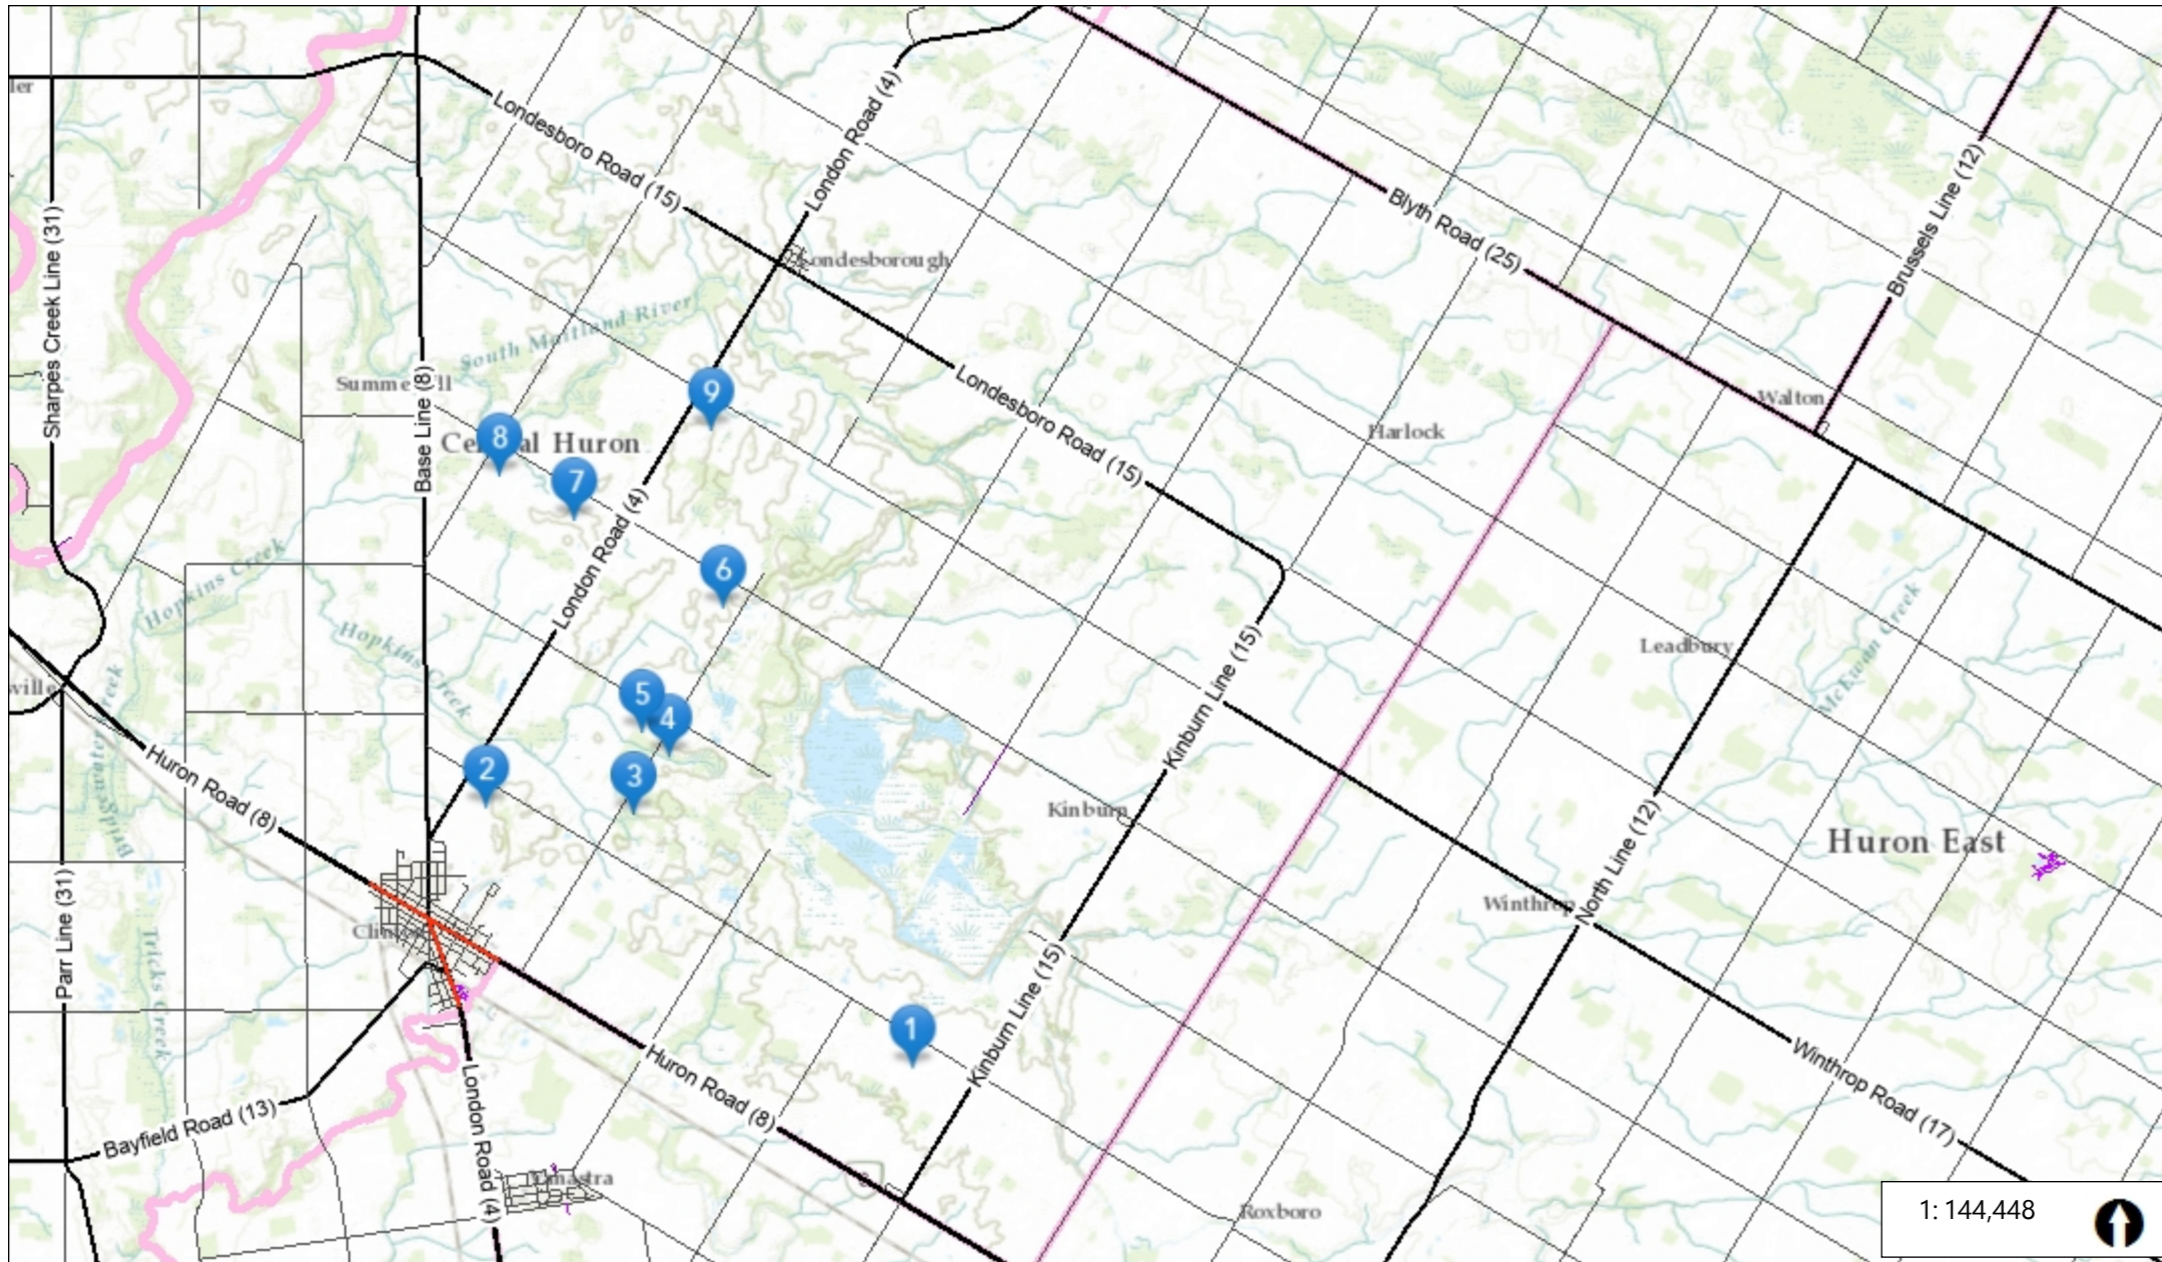 ler
Londesboro Road (15)
London Road (4)
Blyth Road (25)
Brussels Line (12)
Sharpes Creek Line (31)
Londesborough
South Maitland River
Base Line (8)
9
8
Central Huron
7
Londesboro Road (15)
Harlock
Walton
London Road (4)
6
Hopkins Creek
Hopkins Creek
Kinburn Line (15)
Leadbury
McEwan Creek
ville
5
4
2
3
Huron Road (8)
Kinburn
North Line (12)
Huron East
Winthrop
Parr Line (31)
Tricks Creek
Kinburn Line (15)
1
Huron Road (8)
Winthrop Road (17)
Bayfield Road (13)
London Road (4)
Roxboro
1: 144,448